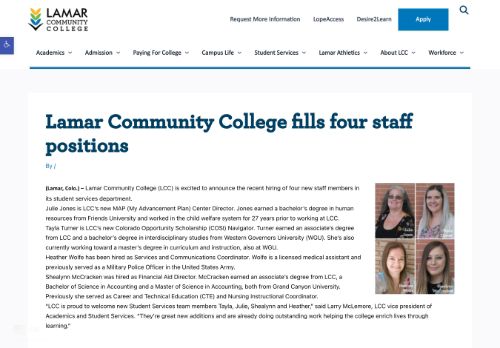 LAMAR
COMMUNITY
COLLEGE
Request More Information LopeAccess Desire2Learn Apply
Academics Admission Paying For College Campus Life Student Services Lamar Athletics About LCC Workforce
Lamar Community College fills four staff
positions
By /
(Lamar, Colo.) – Lamar Community College (LCC) is excited to announce the recent hiring of four new staff members in
its student services department.
Julie Jones is LCC's new MAP (My Advancement Plan) Center Director. Jones earned a bachelor's degree in human
resources from Friends University and worked in the child welfare system for 27 years prior to working at LCC.
Tayla Turner is LCC's new Colorado Opportunity Scholarship (COSI) Navigator. Turner earned an associate's degree
from LCC and a bachelor's degree in interdisciplinary studies from Western Governors University (WGU). She's also
currently working toward a master's degree in curriculum and instruction, also at WGU.
Heather Wolfe has been hired as Services and Communications Coordinator. Wolfe is a licensed medical assistant and
previously served as a Military Police Officer in the United States Army.
Shealynn McCracken was hired as Financial Aid Director. McCracken earned an associate's degree from LCC, a
Bachelor of Science in Accounting and a Master of Science in Accounting, both from Grand Canyon University.
Previously she served as Career and Technical Education (CTE) and Nursing Instructional Coordinator.
"LCC is proud to welcome new Student Services team members Tayla, Julie, Shealynn and Heather," said Larry McLemore, LCC vice president of
Academics and Student Services. "They're great new additions and are already doing outstanding work helping the college enrich lives through
learning."